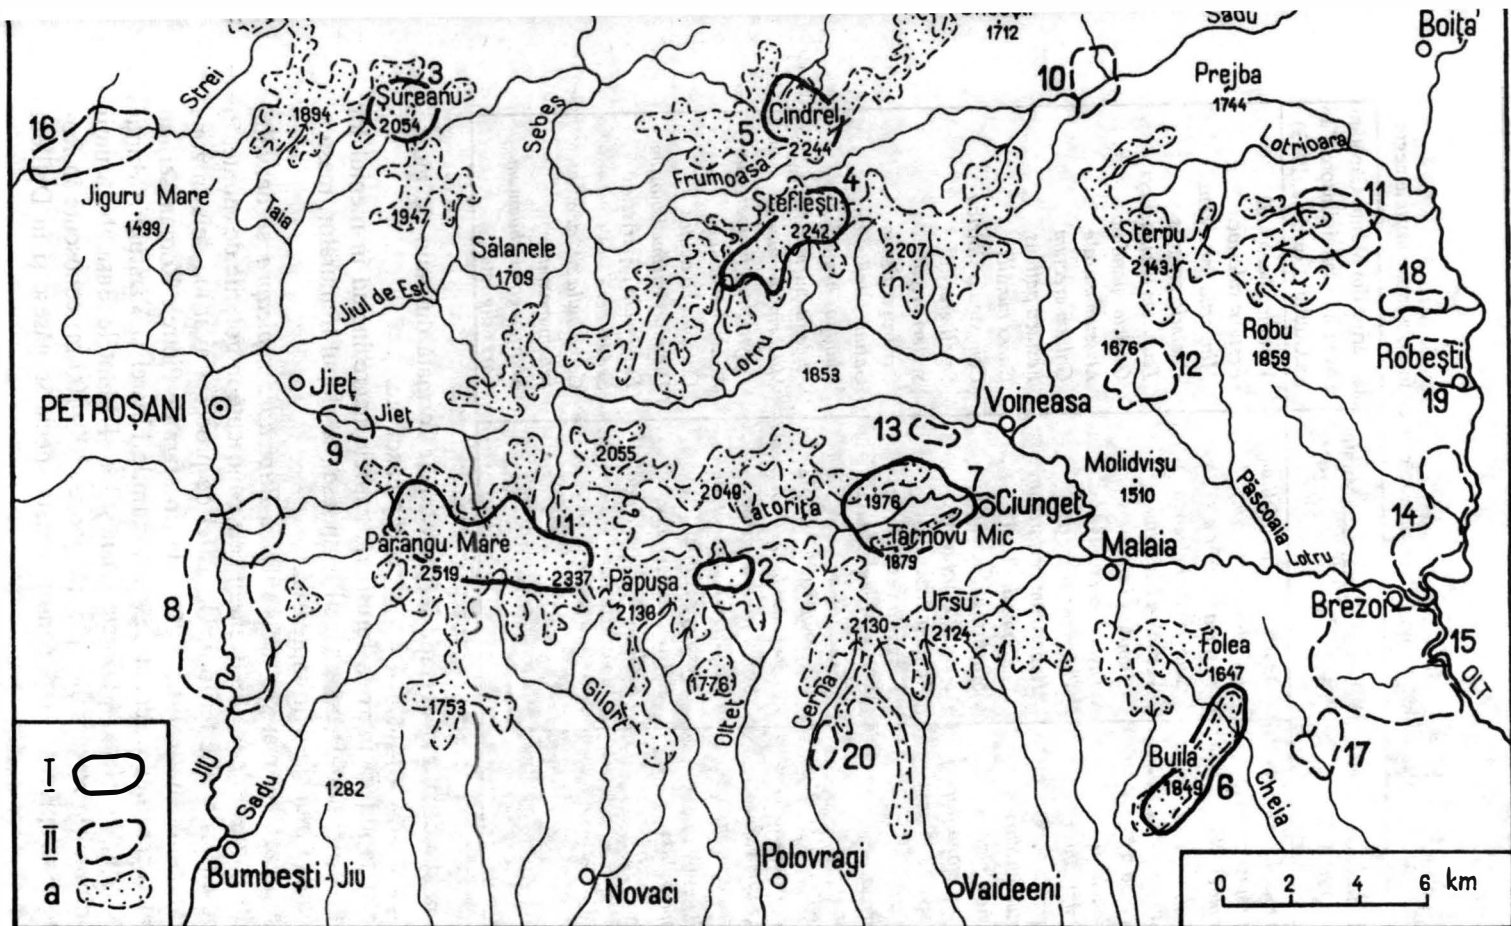 1712
Sadu
Boița
Strei
3
Șureanu
2054
1894
16
Sebeș
5
Cindrel
2244
10
Prejba
1744
Lotrioara
Frumoasa
4
Șteflești
2242
Jiguru Mare
1499
Taia
1947
Sălanele
1709
2207
Sterpu
2143
11
18
Jiul de Est
Lotru
1853
1676
12
Robu
1859
Robești
19
PETROȘANI
Jieț
Jieț
9
Voineasa
13
2055
2049
Latorița
1976
7
Ciunget
Târnovu Mic
1879
Molidvișu
1510
Păscoaia
Lotru
14
Malaia
1
Parângu Mare
2519
2337
Păpușa
2136
2
8
2130
Ursu
2124
Brezoi
15
OLT
Folea
1647
1753
Gilort
1776
Olteț
Cerna
20
Buila
1849
6
Cheia
17
JIU
Sadu
1282
I
II
a
Bumbești-Jiu
Novaci
Polovragi
Vaideeni
0 2 4 6 km